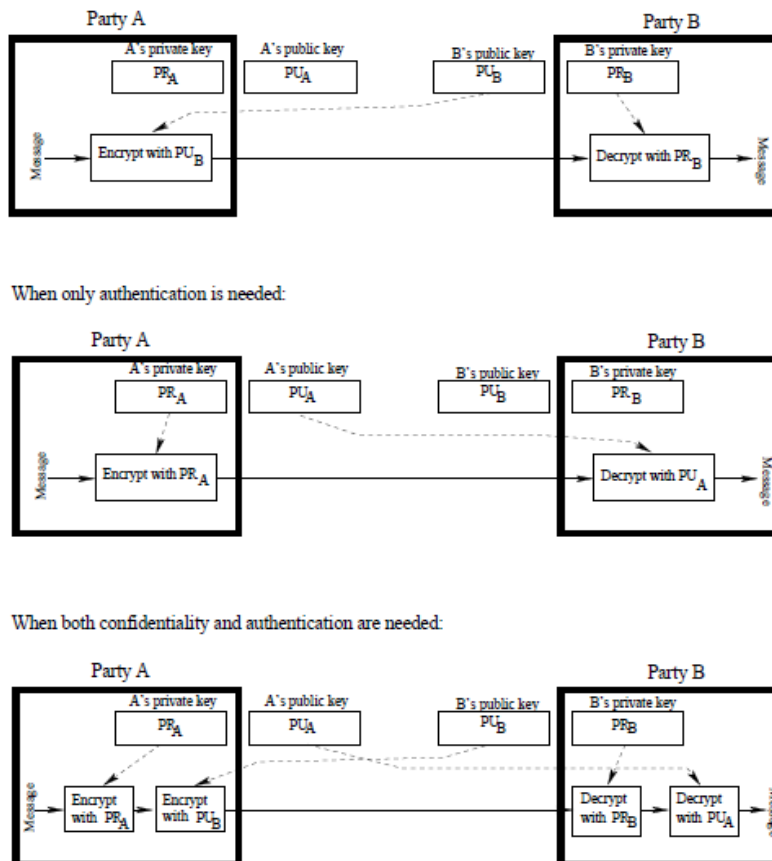 Party A
Party B
A's private key
A's public key
B's public key
B's private key
PRA
PUA
PUB
PRB
Message
Encrypt with PUB
Decrypt with PRB
Message
When only authentication is needed:
Party A
Party B
A's private key
A's public key
B's public key
B's private key
PRA
PUA
PUB
PRB
Message
Encrypt with PRA
Decrypt with PUA
Message
When both confidentiality and authentication are needed:
Party A
Party B
A's private key
A's public key
B's public key
B's private key
PRA
PUA
PUB
PRB
Message
Encrypt
with PRA
Encrypt
with PUB
Decrypt
with PRB
Decrypt
with PUA
Message